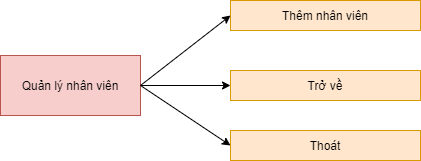 Thêm nhân viên
Quản lý nhân viên
Trở về
Thoát